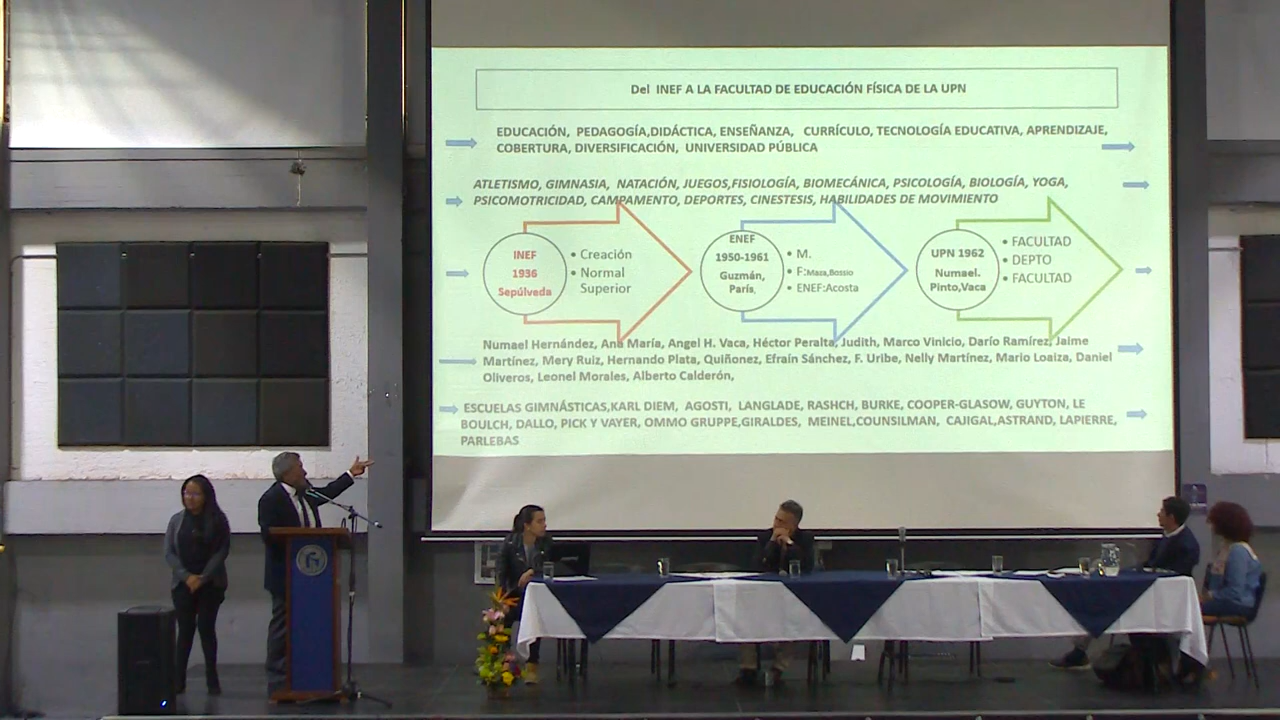 Del INEF A LA FACULTAD DE EDUCACIÓN FÍSICA DE LA UPN
EDUCACIÓN, PEDAGOGÍA,DIDÁCTICA, ENSEÑANZA, CURRÍCULO, TECNOLOGÍA EDUCATIVA, APRENDIZAJE,
COBERTURA, DIVERSIFICACIÓN, UNIVERSIDAD PÚBLICA
ATLETISMO, GIMNASIA, NATACIÓN, JUEGOS,FISIOLOGÍA, BIOMECÁNICA, PSICOLOGÍA, BIOLOGÍA, YOGA,
PSICOMOTRICIDAD, CAMPAMENTO, DEPORTES, CINESTESIS, HABILIDADES DE MOVIMIENTO
INEF
1936
Sepúlveda
• Creación
• Normal
Superior
ENEF
1950-1961
Guzmán,
París,
• M.
• F:Maza,Bossio
• ENEF:Acosta
UPN 1962
Numael.
Pinto,Vaca
• FACULTAD
• DEPTO
• FACULTAD
Numael Hernández, Ana María, Angel H. Vaca, Héctor Peralta, Judith, Marco Vinicio, Darío Ramírez, Jaime
Martínez, Mery Ruiz, Hernando Plata, Quiñonez, Efraín Sánchez, F. Uribe, Nelly Martínez, Mario Loaiza, Daniel
Oliveros, Leonel Morales, Alberto Calderón,
ESCUELAS GIMNÁSTICAS,KARL DIEM, AGOSTI, LANGLADE, RASHCH, BURKE, COOPER-GLASOW, GUYTON, LE
BOULCH, DALLO, PICK Y VAYER, OMMO GRUPPE,GIRALDES, MEINEL,COUNSILMAN, CAJIGAL,ASTRAND, LAPIERRE,
PARLEBAS